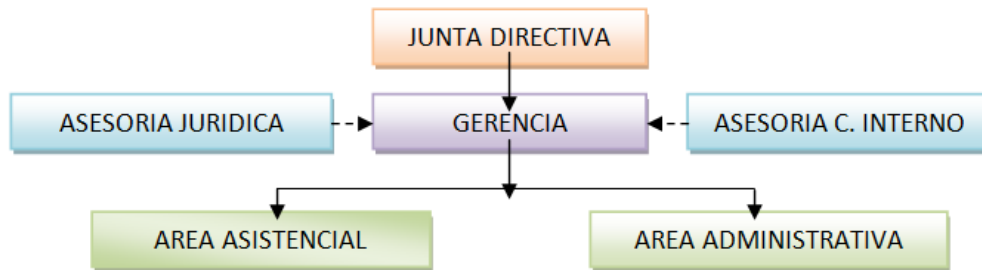 JUNTA DIRECTIVA
ASESORIA JURIDICA
GERENCIA
ASESORIA C. INTERNO
AREA ASISTENCIAL
AREA ADMINISTRATIVA